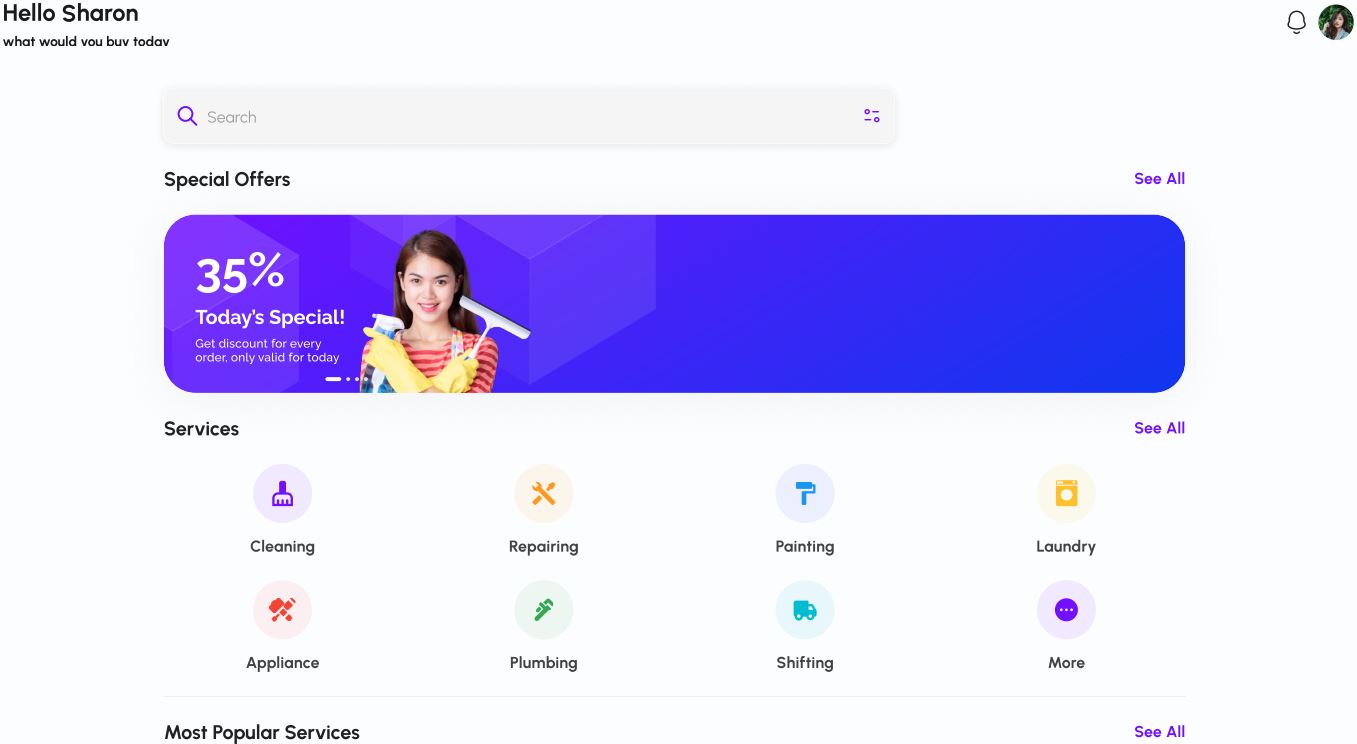 Hello Sharon
what would you buy today
Search
Special Offers
See All
35%
Today's Special!
Get discount for every
order, only valid for today
Services
See All
Cleaning
Repairing
Painting
Laundry
Appliance
Plumbing
Shifting
More
Most Popular Services
See All